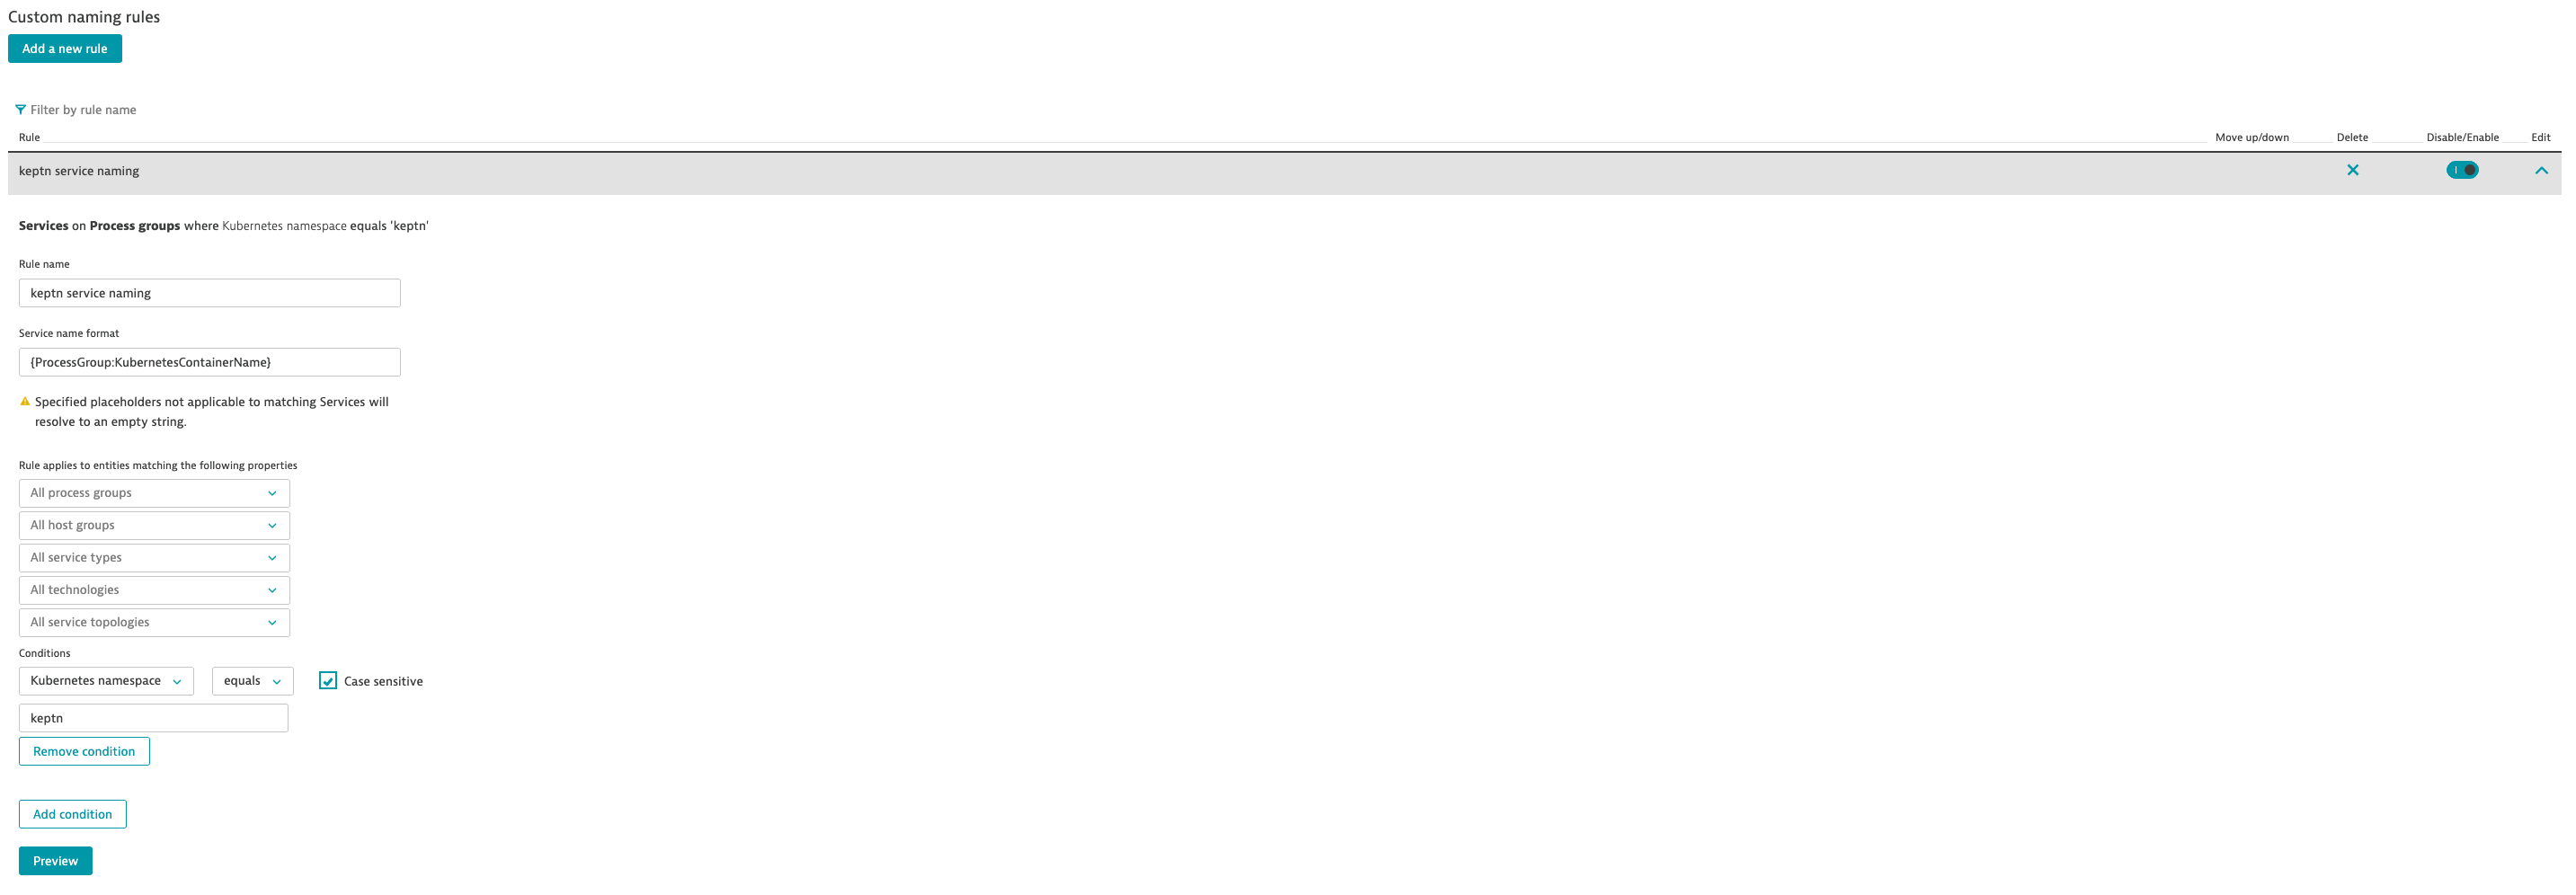 Custom naming rules
Add a new rule
Filter by rule name
Rule Move up/down Delete Disable/Enable Edit
keptn service naming
Services on Process groups where Kubernetes namespace equals 'keptn'
Rule name
keptn service naming
Service name format
{ProcessGroup:KubernetesContainerName}
Specified placeholders not applicable to matching Services will
resolve to an empty string.
Rule applies to entities matching the following properties
All process groups
All host groups
All service types
All technologies
All service topologies
Conditions
Kubernetes namespace equals Case sensitive
keptn
Remove condition
Add condition
Preview